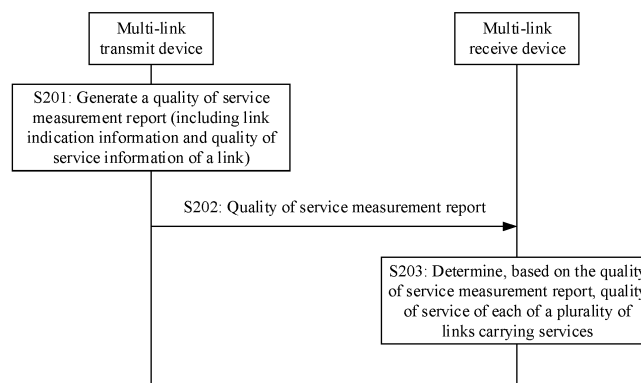 Multi-link
transmit device
Multi-link
receive device
S201: Generate a quality of service
measurement report (including link
indication information and quality of
service information of a link)
S202: Quality of service measurement report
S203: Determine, based on the quality
of service measurement report, quality
of service of each of a plurality of
links carrying services